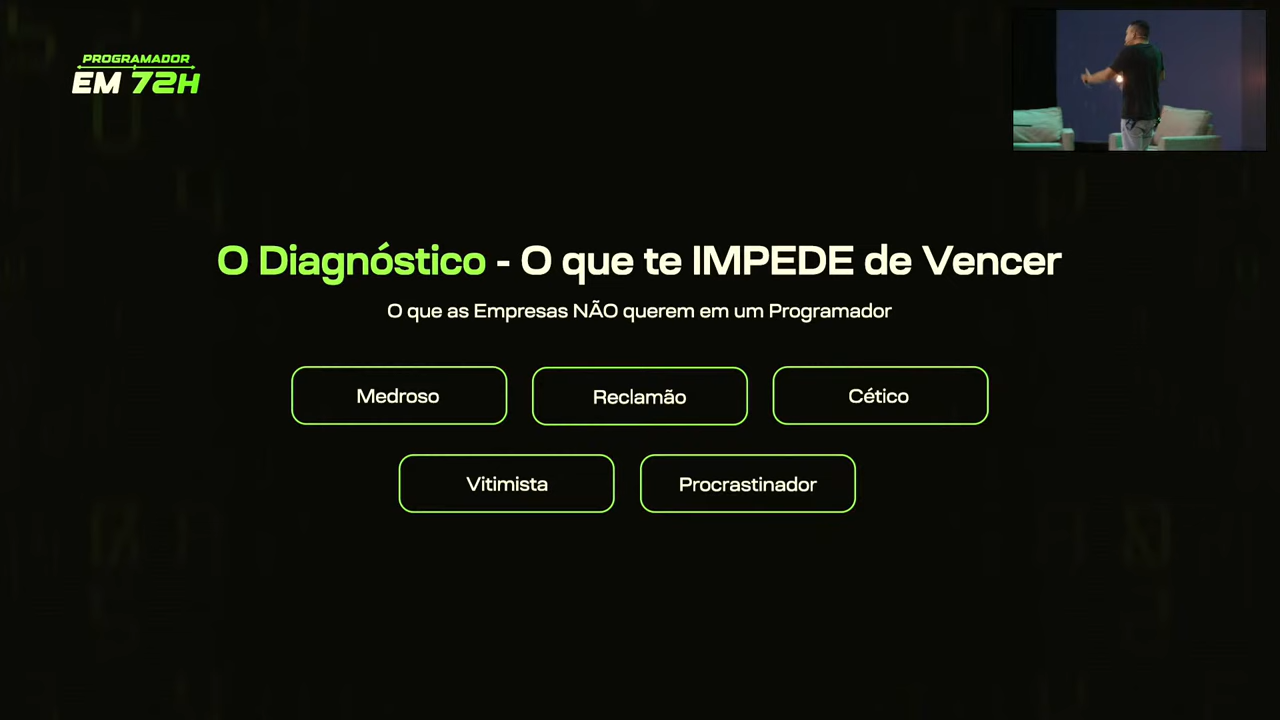 PROGRAMADOR
EM 72H
O Diagnóstico - O que te IMPEDE de Vencer
O que as Empresas NÃO querem em um Programador
Medroso
Reclamão
Cético
Vitimista
Procrastinador